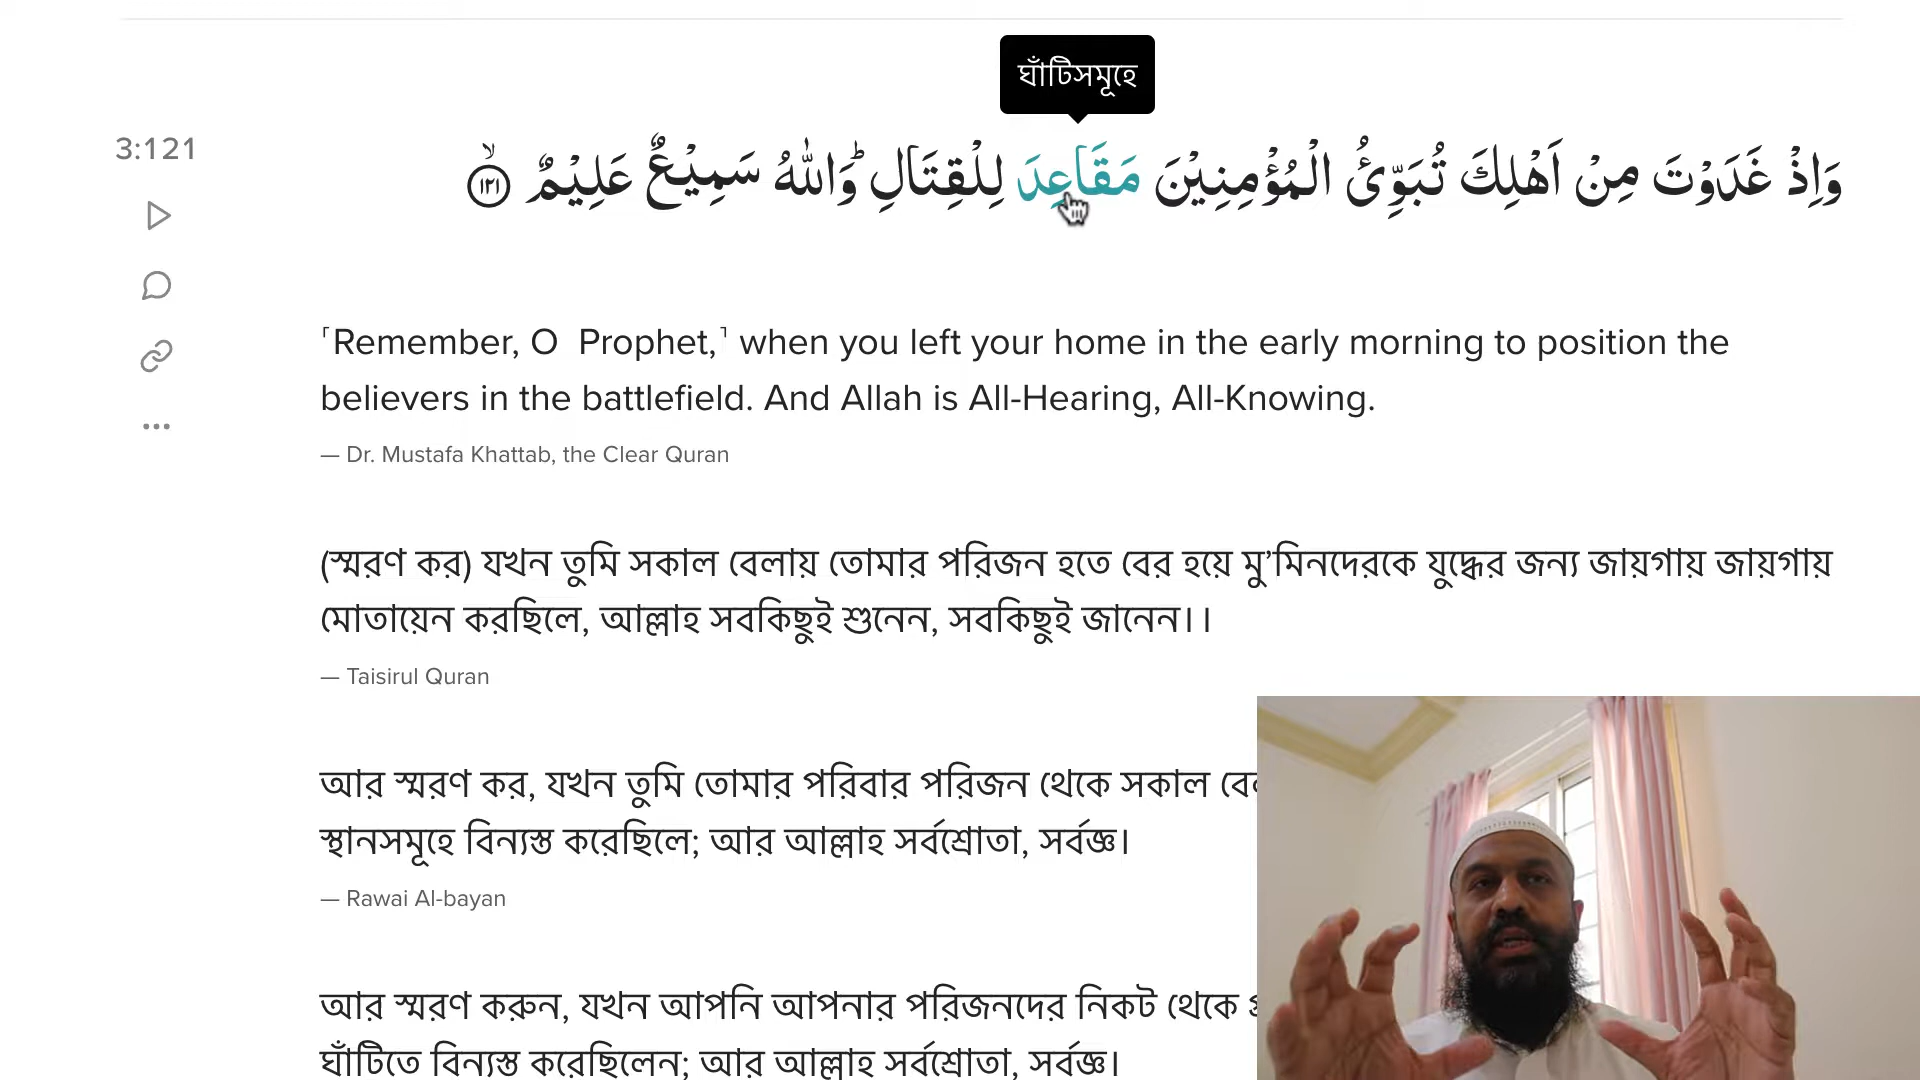 ঘাঁটিসমূহে
3:121
وَاِذْ غَدَوْتَ مِنْ اَهْلِكَ تُبَوِّئُ الْمُؤْمِنِيْنَ مَقَاعِدَ لِلْقِتَالِ ؕ وَاللّٰهُ سَمِيْعٌ عَلِيْمٌ ۙ ۝١٢١
⸢Remember, O Prophet,⸣ when you left your home in the early morning to position the
believers in the battlefield. And Allah is All-Hearing, All-Knowing.
— Dr. Mustafa Khattab, the Clear Quran
(স্মরণ কর) যখন তুমি সকাল বেলায় তোমার পরিজন হতে বের হয়ে মু’মিনদেরকে যুদ্ধের জন্য জায়গায় জায়গায়
মোতায়েন করছিলে, আল্লাহ সবকিছুই শুনেন, সবকিছুই জানেন।।
— Taisirul Quran
আর স্মরণ কর, যখন তুমি তোমার পরিবার পরিজন থেকে সকাল
স্থানসমূহে বিন্যস্ত করেছিলে; আর আল্লাহ সর্বশ্রোতা, সর্বজ্ঞ।
— Rawai Al-bayan
আর স্মরণ করুন, যখন আপনি আপনার পরিজনদের নিকট থেকে
ঘাঁটিতে বিন্যস্ত করেছিলেন; আর আল্লাহ সর্বশ্রোতা, সর্বজ্ঞ।